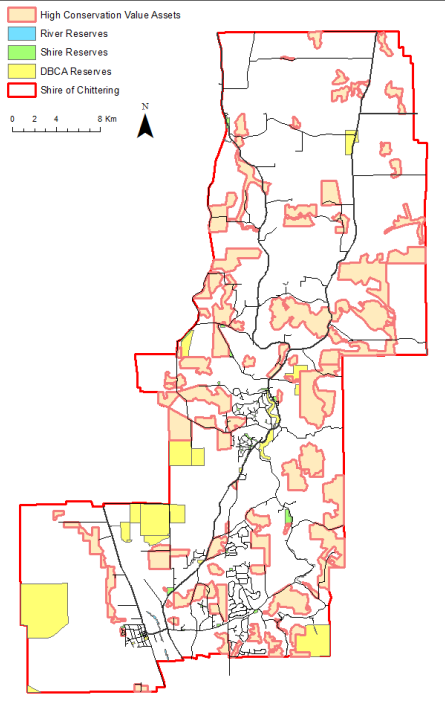 High Conservation Value Assets
River Reserves
Shire Reserves
DBCA Reserves
Shire of Chittering
N
0 2 4 8 Km